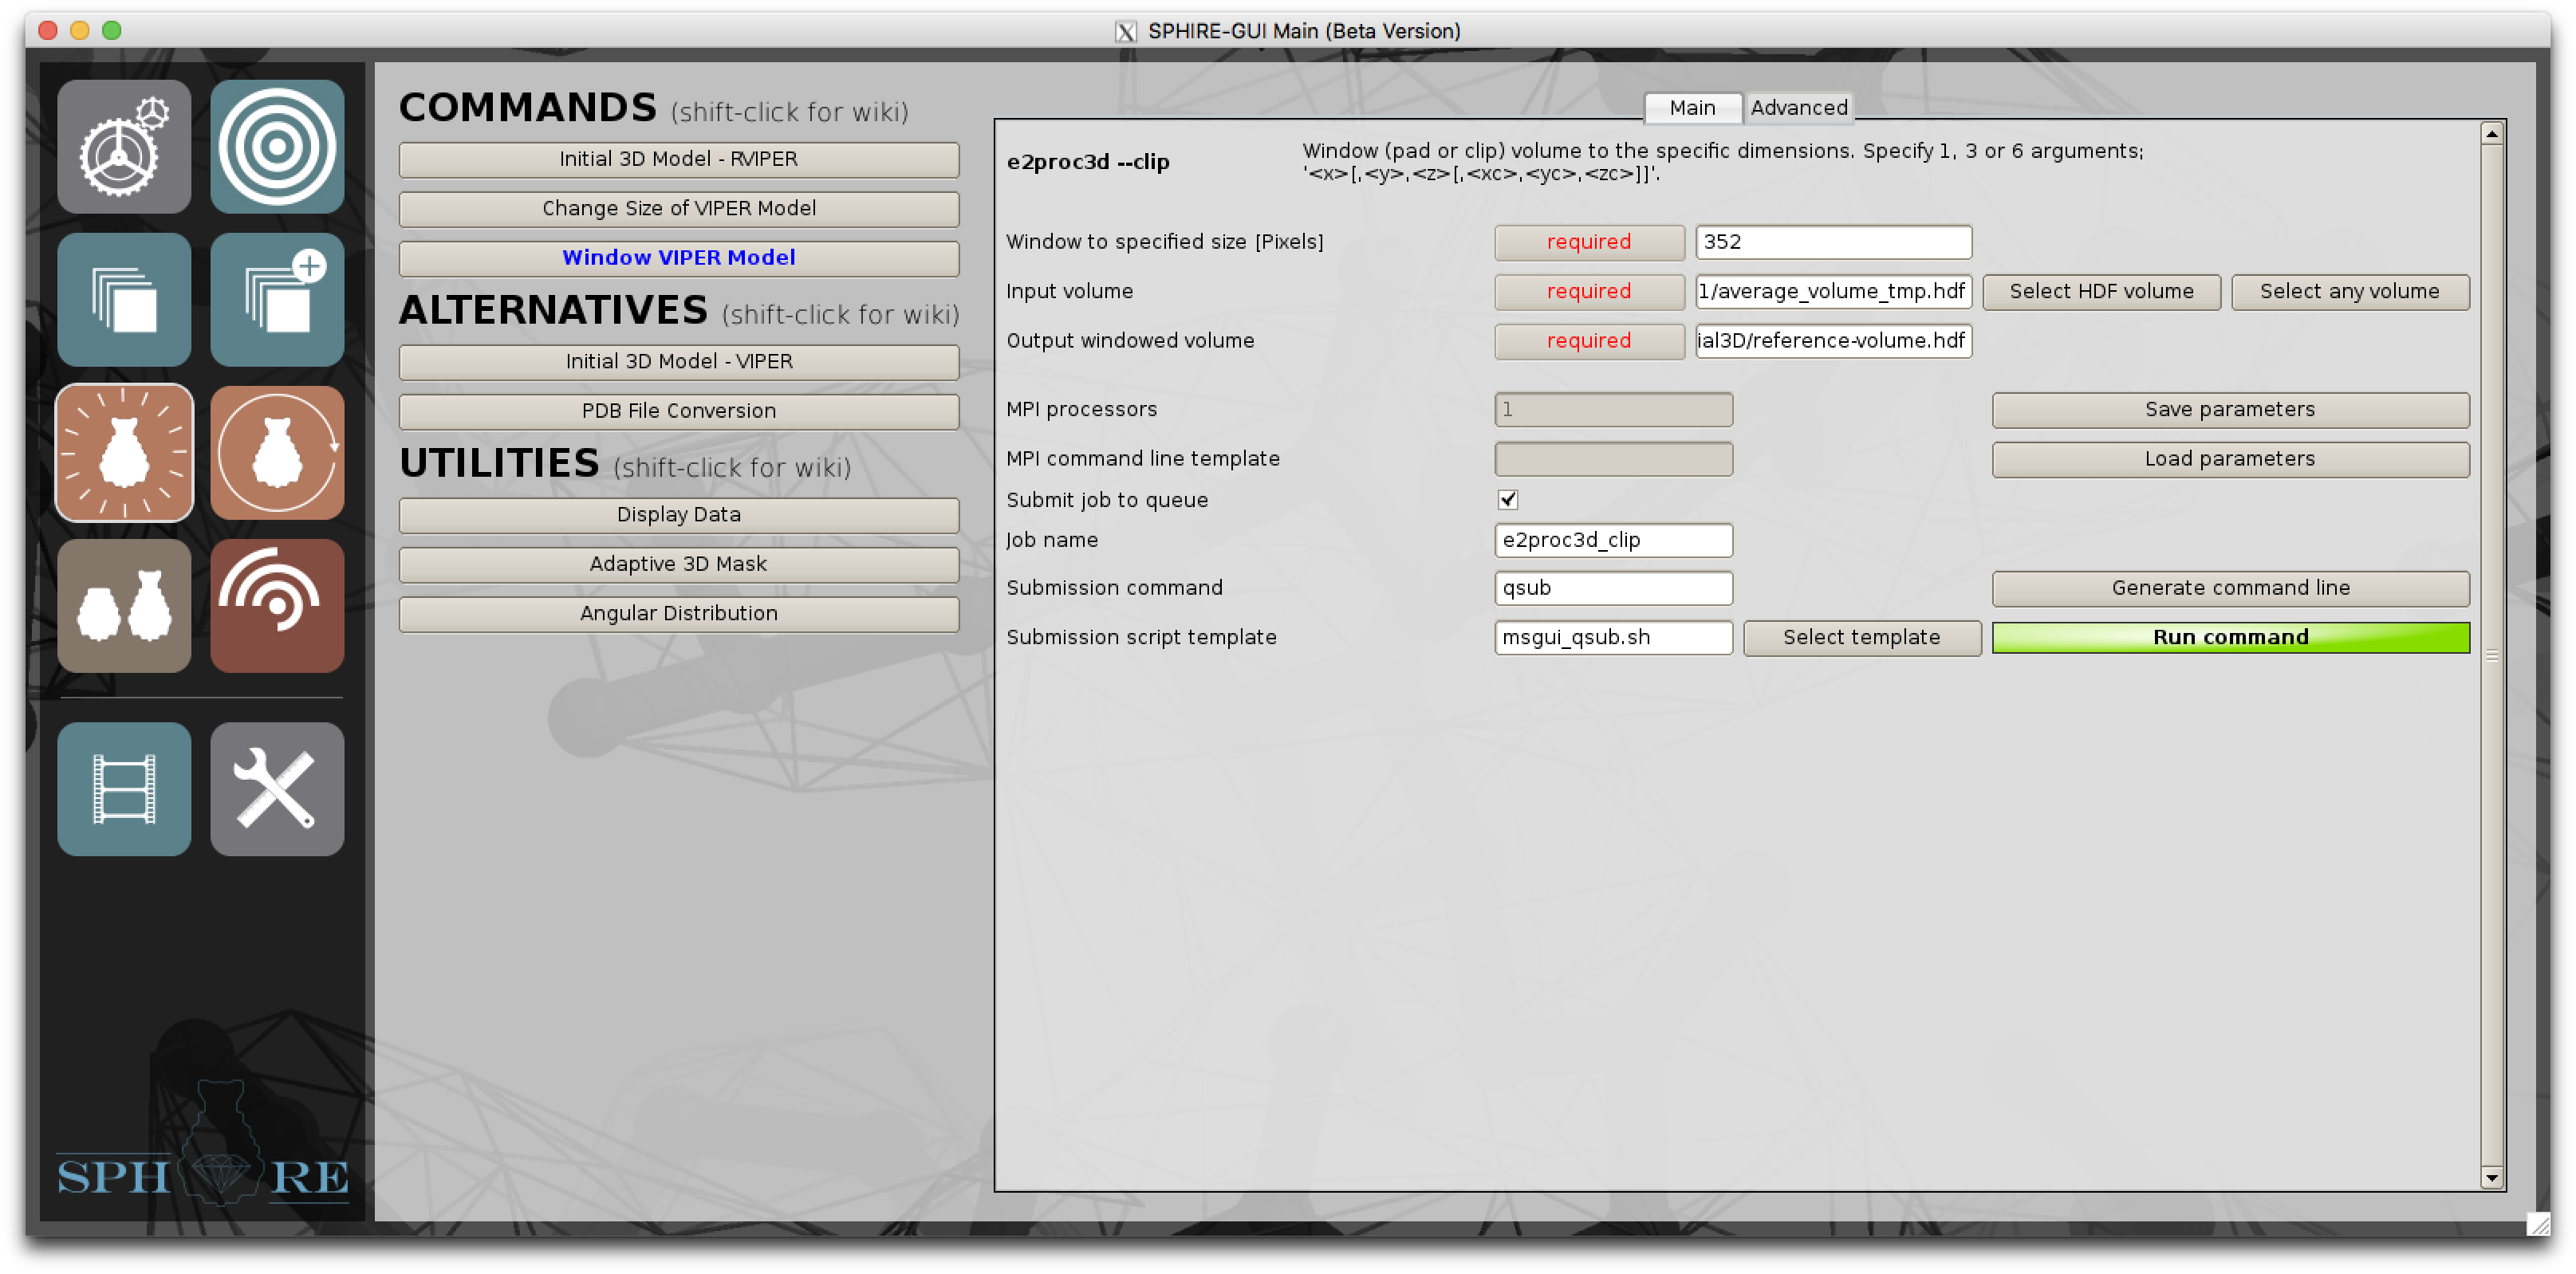 SPHIRE-GUI Main (Beta Version)
COMMANDS (shift-click for wiki)
Initial 3D Model - RVIPER
Change Size of VIPER Model
Window VIPER Model
ALTERNATIVES (shift-click for wiki)
Initial 3D Model - VIPER
PDB File Conversion
UTILITIES (shift-click for wiki)
Display Data
Adaptive 3D Mask
Angular Distribution
SPH RE
Main Advanced
e2proc3d --clip
Window (pad or clip) volume to the specific dimensions. Specify 1, 3 or 6 arguments;
'<x>[,<y>,<z>[,<xc>,<yc>,<zc>]]'.
Window to specified size [Pixels] required 352
Input volume required 1/average_volume_tmp.hdf Select HDF volume Select any volume
Output windowed volume required ial3D/reference-volume.hdf
MPI processors 1 Save parameters
MPI command line template Load parameters
Submit job to queue
Job name e2proc3d_clip
Submission command qsub Generate command line
Submission script template msgui_qsub.sh Select template Run command